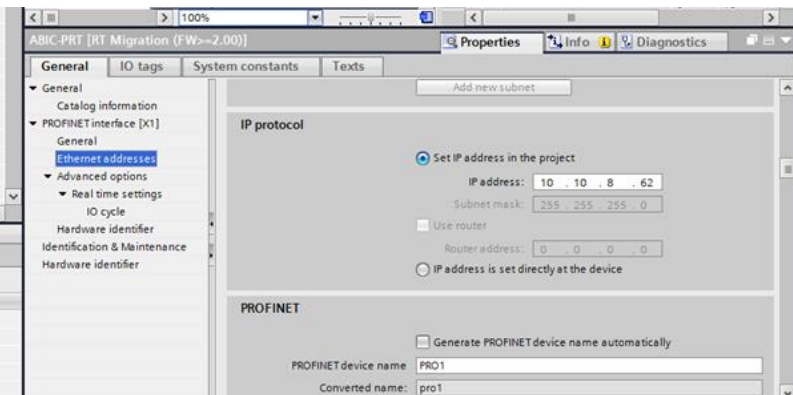 100%
ABIC-PRT [RT Migration (FW>=2.00)]
Properties
Info
Diagnostics
General
IO tags
System constants
Texts
General
Catalog information
PROFINET interface [X1]
General
Ethernet addresses
Advanced options
Real time settings
IO cycle
Hardware identifier
Identification & Maintenance
Hardware identifier
Add new subnet
IP protocol
Set IP address in the project
IP address: 10 . 10 . 8 . 62
Subnet mask: 255 . 255 . 255 . 0
Use router
Router address: 0 . 0 . 0 . 0
IP address is set directly at the device
PROFINET
Generate PROFINET device name automatically
PROFINET device name PRO1
Converted name: pro1